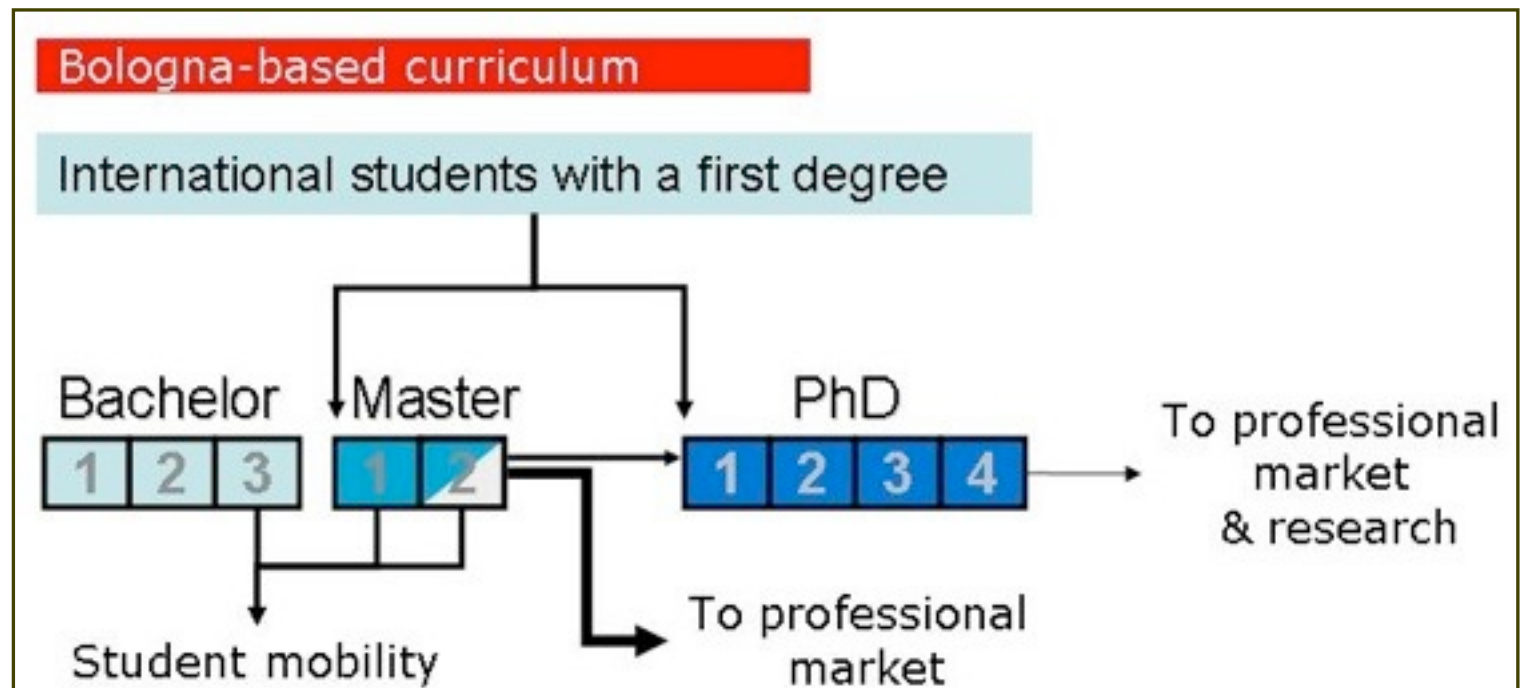 Bologna-based curriculum
International students with a first degree
Bachelor
Master
PhD
1 2 3
1 2
1 2 3 4
To professional
market
& research
To professional
market
Student mobility